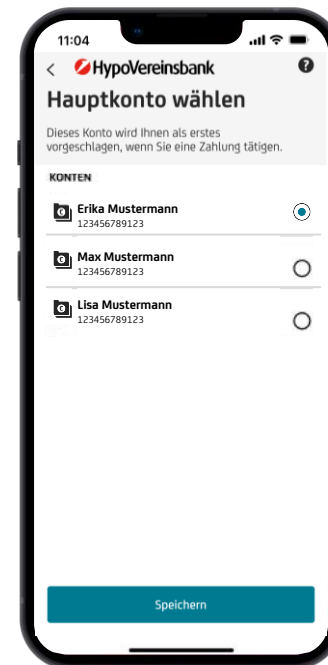 11:04
HypoVereinsbank
?
Hauptkonto wählen
Dieses Konto wird Ihnen als erstes
vorgeschlagen, wenn Sie eine Zahlung tätigen.
KONTEN
Erika Mustermann
123456789123
Max Mustermann
123456789123
Lisa Mustermann
123456789123
Speichern